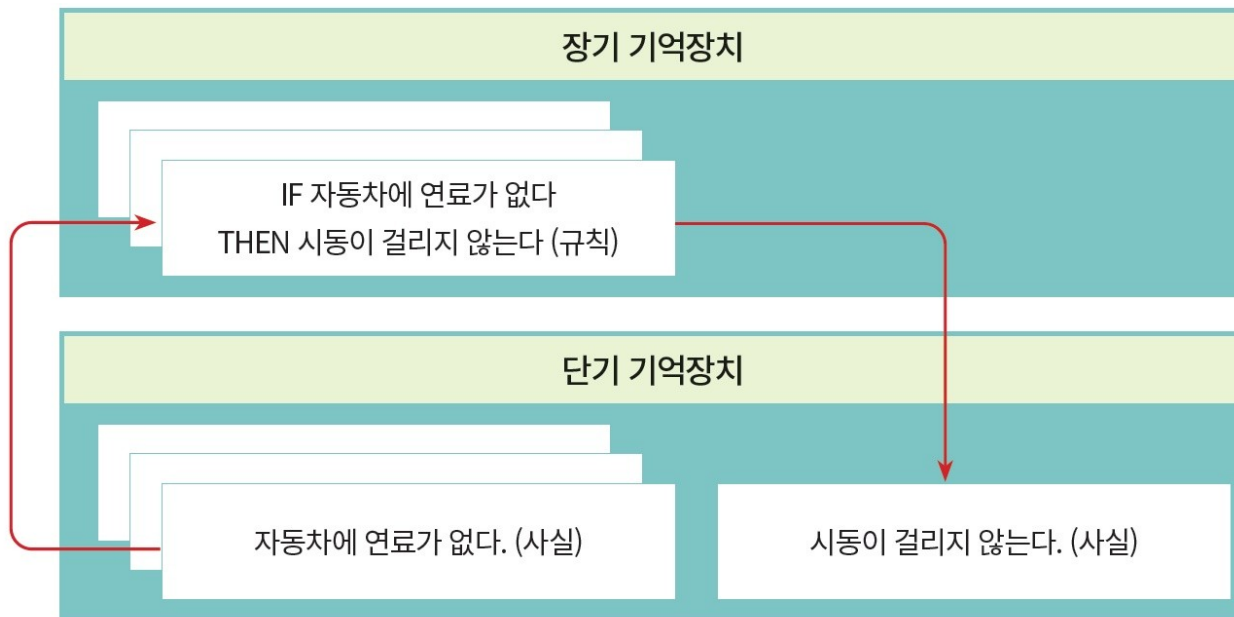 장기 기억장치
IF 자동차에 연료가 없다
THEN 시동이 걸리지 않는다 (규칙)
단기 기억장치
자동차에 연료가 없다. (사실)
시동이 걸리지 않는다. (사실)